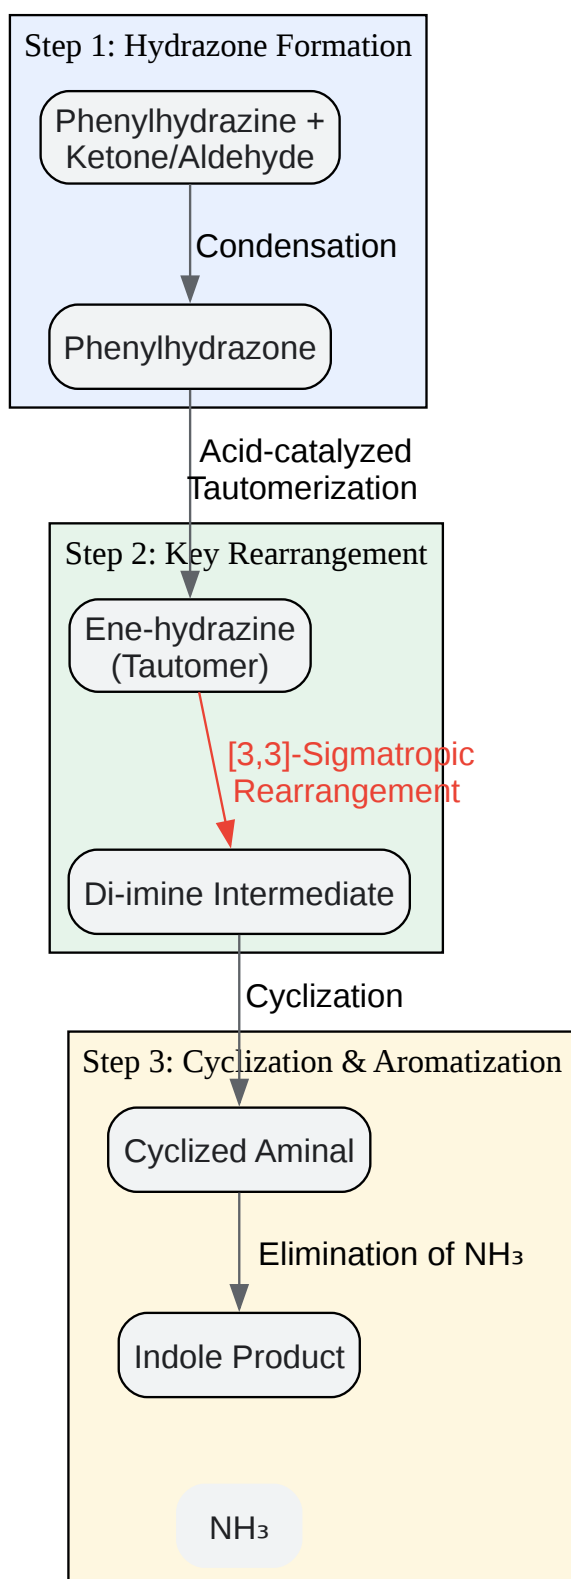 Step 1: Hydrazone Formation
Phenylhydrazine +
Ketone/Aldehyde
Condensation
Phenylhydrazone
Acid-catalyzed
Tautomerization
Step 2: Key Rearrangement
Ene-hydrazine
(Tautomer)
[3,3]-Sigmatropic
Rearrangement
Di-imine Intermediate
Cyclization
Step 3: Cyclization & Aromatization
Cyclized Aminal
Elimination of NH₃
Indole Product
NH₃